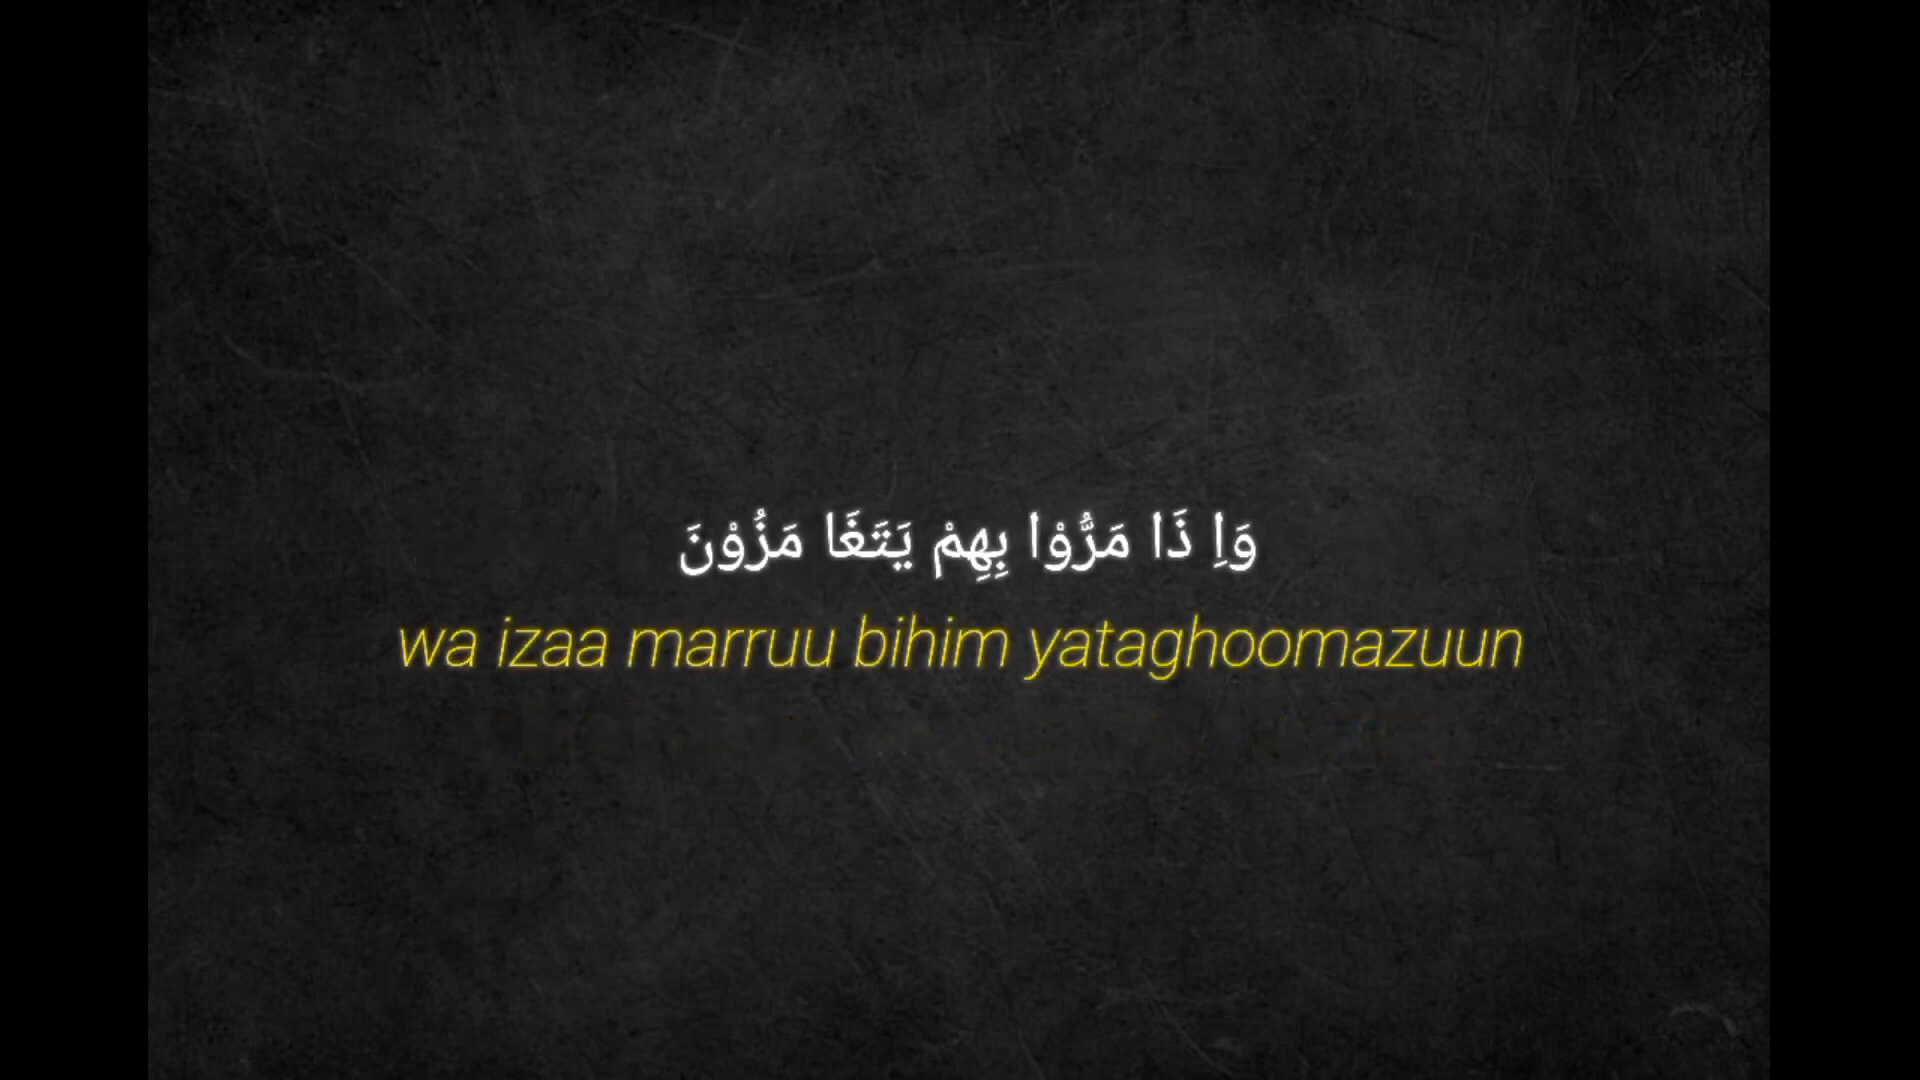 وَاِ ذَا مَرُّوْا بِهِمْ يَتَغَا مَزُوْنَ
wa izaa marruu bihim yataghoomazuun